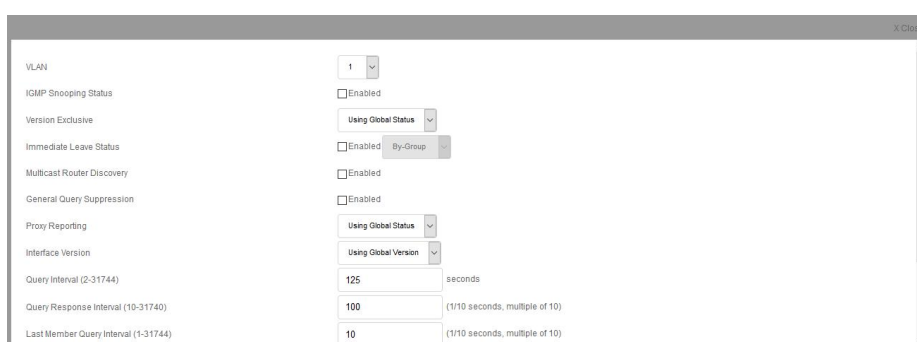 X Clos
VLAN 1
IGMP Snooping Status Enabled
Version Exclusive Using Global Status
Immediate Leave Status Enabled By-Group
Multicast Router Discovery Enabled
General Query Suppression Enabled
Proxy Reporting Using Global Status
Interface Version Using Global Version
Query Interval (2-31744) 125 seconds
Query Response Interval (10-31740) 100 (1/10 seconds, multiple of 10)
Last Member Query Interval (1-31744) 10 (1/10 seconds, multiple of 10)